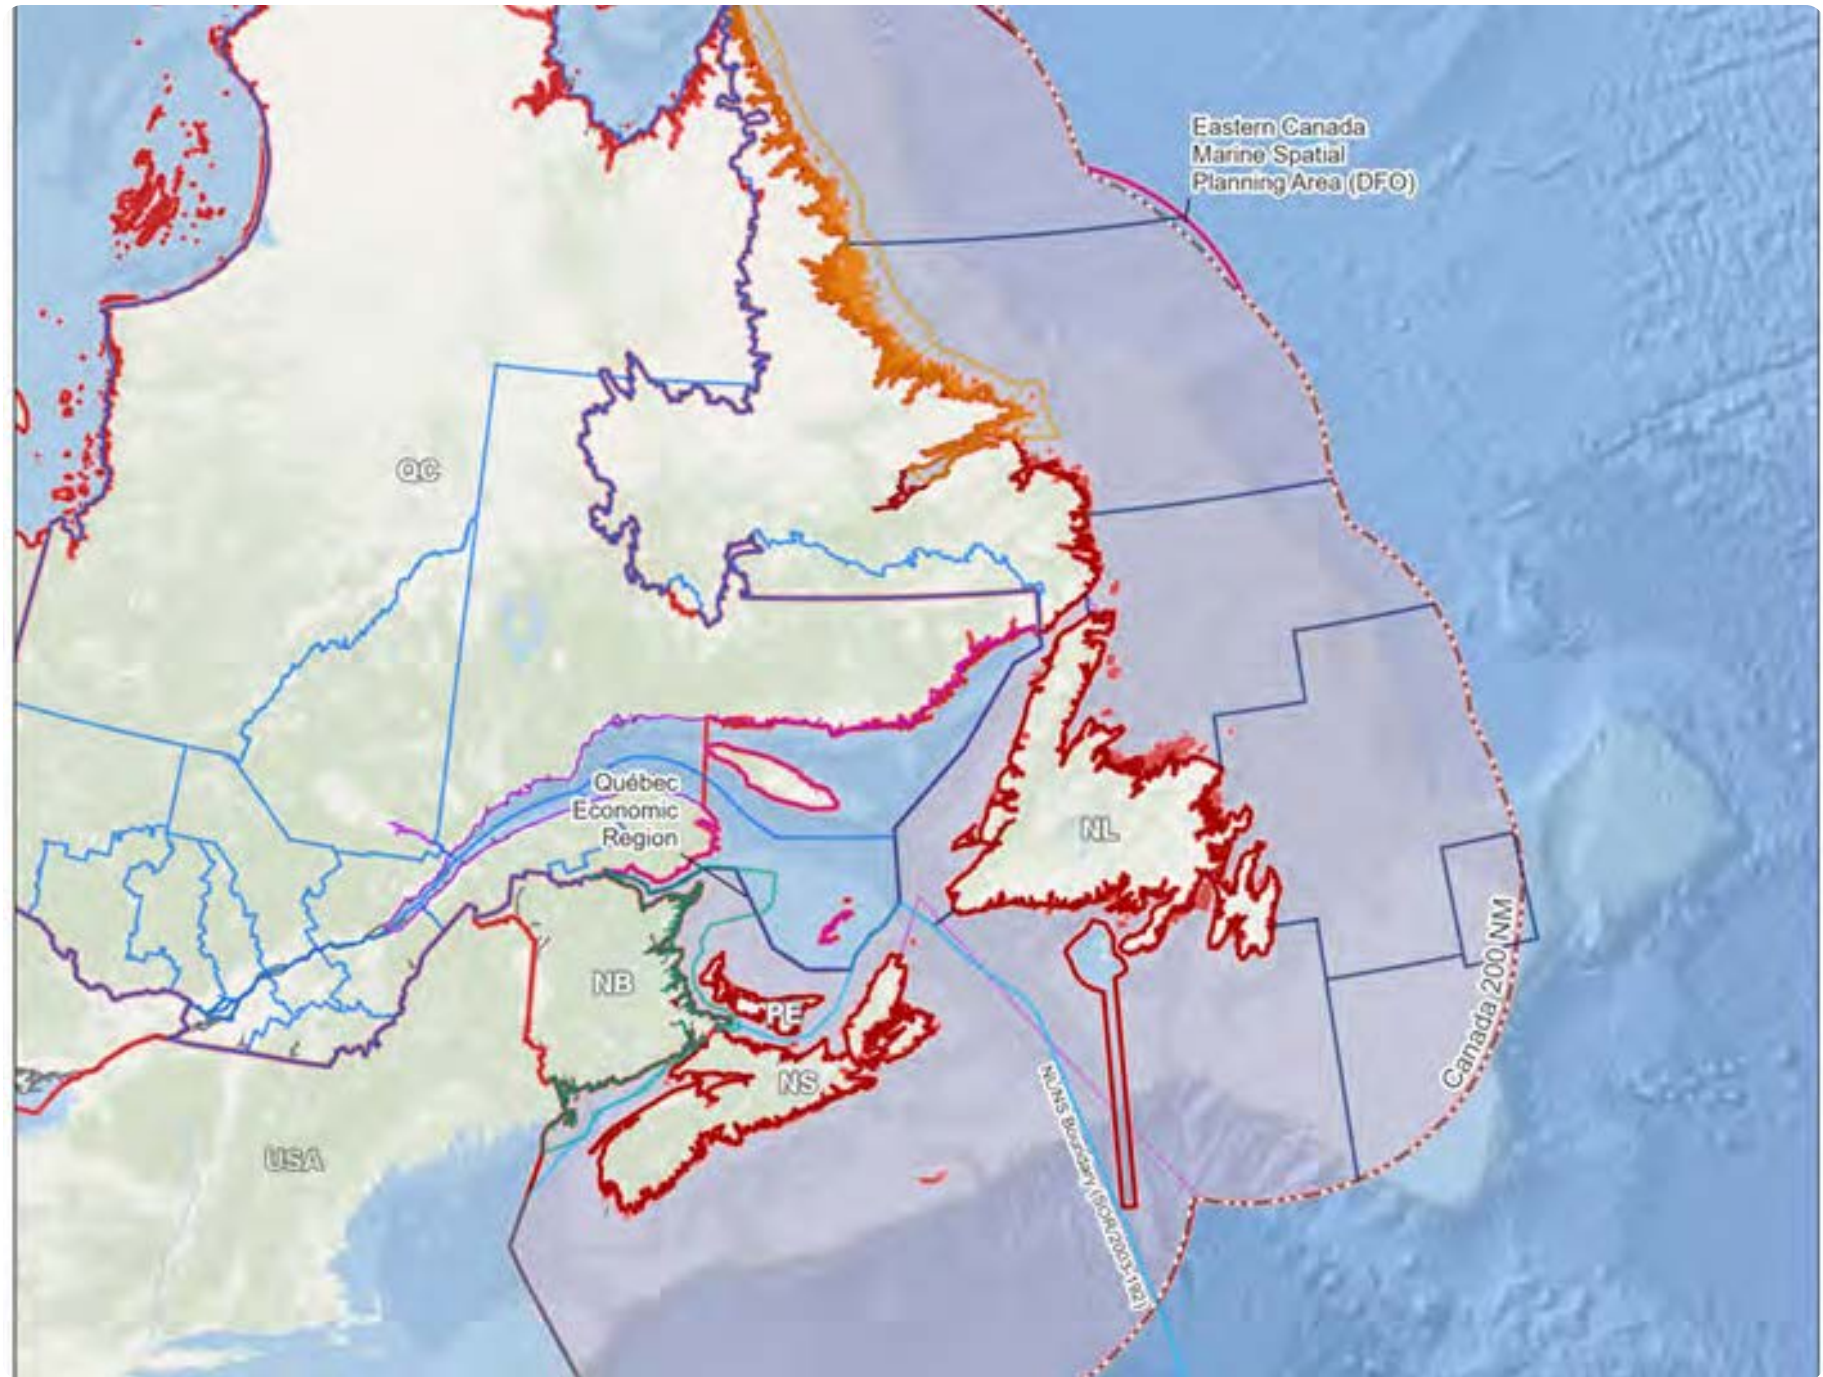 Eastern Canada
Marine Spatial
Planning Area (DFO)
QC
Québec
Economic
Region
NL
NB
PE
NS
USA
Canada 200 NM
NL/NS Boundary (SOR/2003-192)